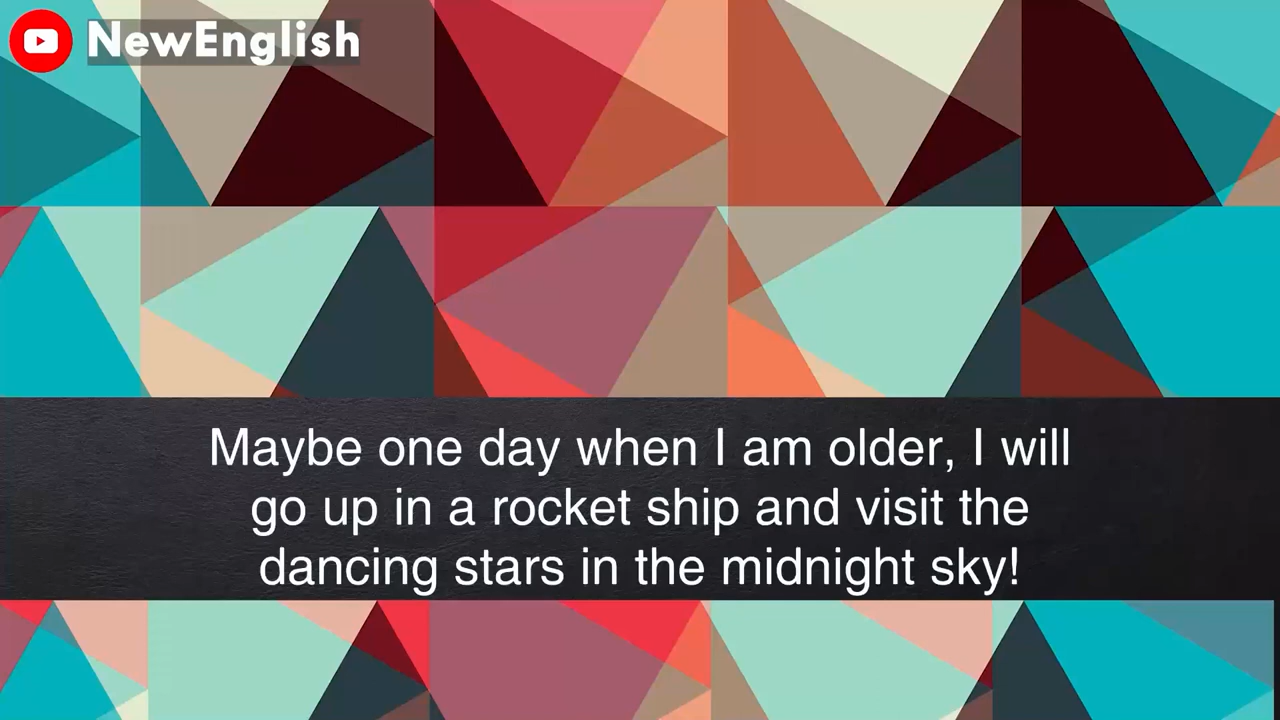 NewEnglish
Maybe one day when I am older, I will
go up in a rocket ship and visit the
dancing stars in the midnight sky!